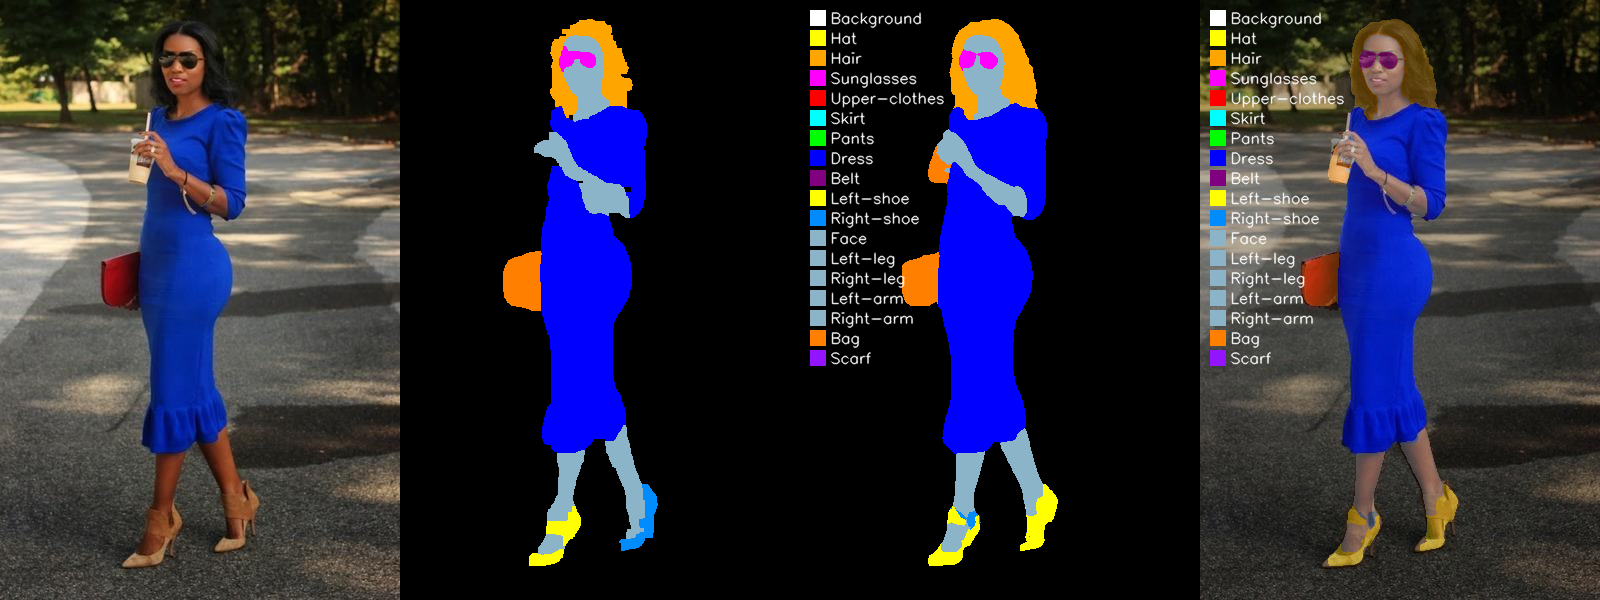 Background
Hat
Hair
Sunglasses
Upper-clothes
Skirt
Pants
Dress
Belt
Left-shoe
Right-shoe
Face
Left-leg
Right-leg
Left-arm
Right-arm
Bag
Scarf
Background
Hat
Hair
Sunglasses
Upper-clothes
Skirt
Pants
Dress
Belt
Left-shoe
Right-shoe
Face
Left-leg
Right-leg
Left-arm
Right-arm
Bag
Scarf